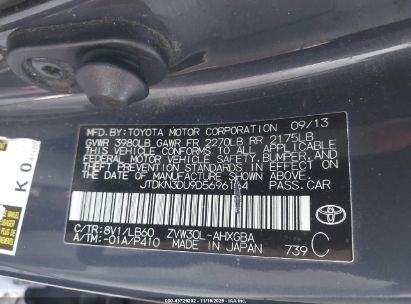 MFD. BY: TOYOTA MOTOR CORPORATION 09/13
GVWR 3980LB GAWR FR 2270LB RR 2175LB
THIS VEHICLE CONFORMS TO ALL APPLICABLE
FEDERAL MOTOR VEHICLE SAFETY, BUMPER, AND
THEFT PREVENTION STANDARDS IN EFFECT ON
THE DATE OF MANUFACTURE SHOWN ABOVE.
PASS.CAR
C/TR: 8V1/LB60 ZVW30L-AHXGBA
A/TM: -01A/P410 MADE IN JAPAN 739 C
TOYOTA
K0